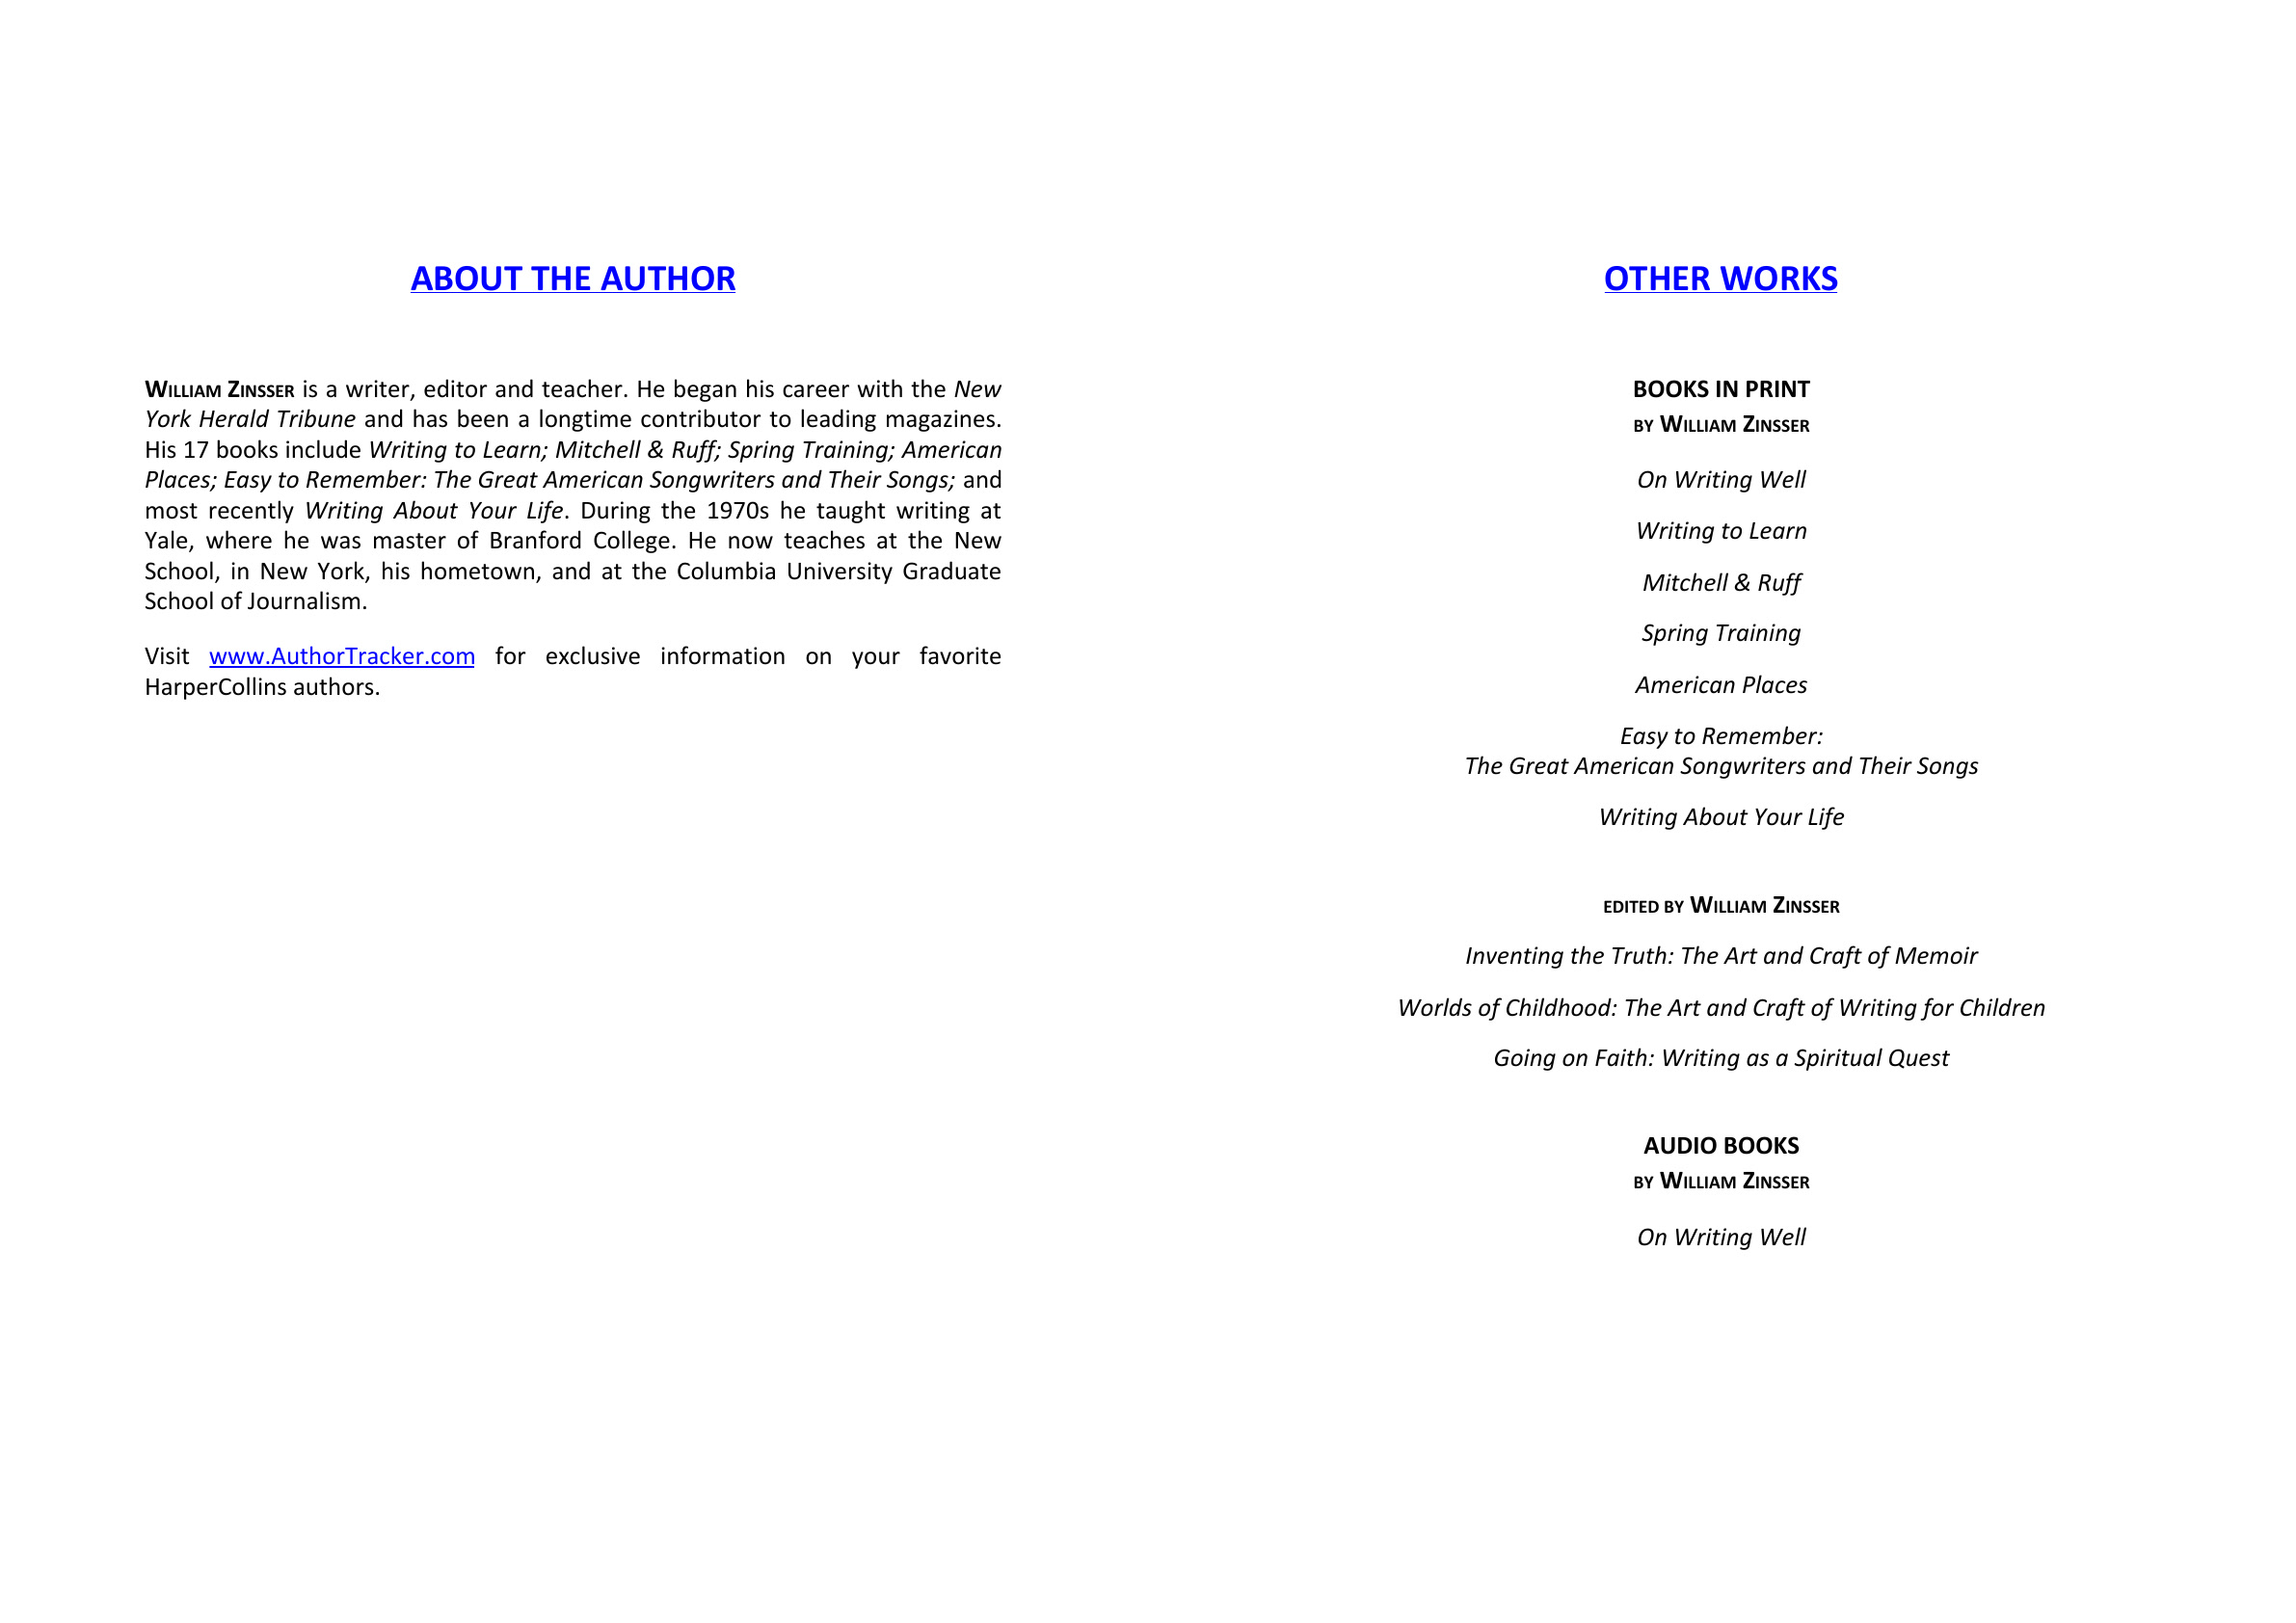 ABOUT THE AUTHOR
WILLIAM ZINSSER is a writer, editor and teacher. He began his career with the New
York Herald Tribune and has been a longtime contributor to leading magazines.
His 17 books include Writing to Learn; Mitchell & Ruff; Spring Training; American
Places; Easy to Remember: The Great American Songwriters and Their Songs; and
most recently Writing About Your Life. During the 1970s he taught writing at
Yale, where he was master of Branford College. He now teaches at the New
School, in New York, his hometown, and at the Columbia University Graduate
School of Journalism.
Visit www.AuthorTracker.com for exclusive information on your favorite
HarperCollins authors.
OTHER WORKS
BOOKS IN PRINT
BY WILLIAM ZINSSER
On Writing Well
Writing to Learn
Mitchell & Ruff
Spring Training
American Places
Easy to Remember:
The Great American Songwriters and Their Songs
Writing About Your Life
EDITED BY WILLIAM ZINSSER
Inventing the Truth: The Art and Craft of Memoir
Worlds of Childhood: The Art and Craft of Writing for Children
Going on Faith: Writing as a Spiritual Quest
AUDIO BOOKS
BY WILLIAM ZINSSER
On Writing Well